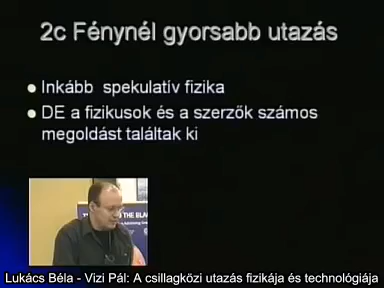 2c Fénynél gyorsabb utazás
● Inkább spekulatív fizika
● DE a fizikusok és a szerzők számos
megoldást találtak ki
Lukács Béla - Vizi Pál: A csillagközi utazás fizikája és technológiája